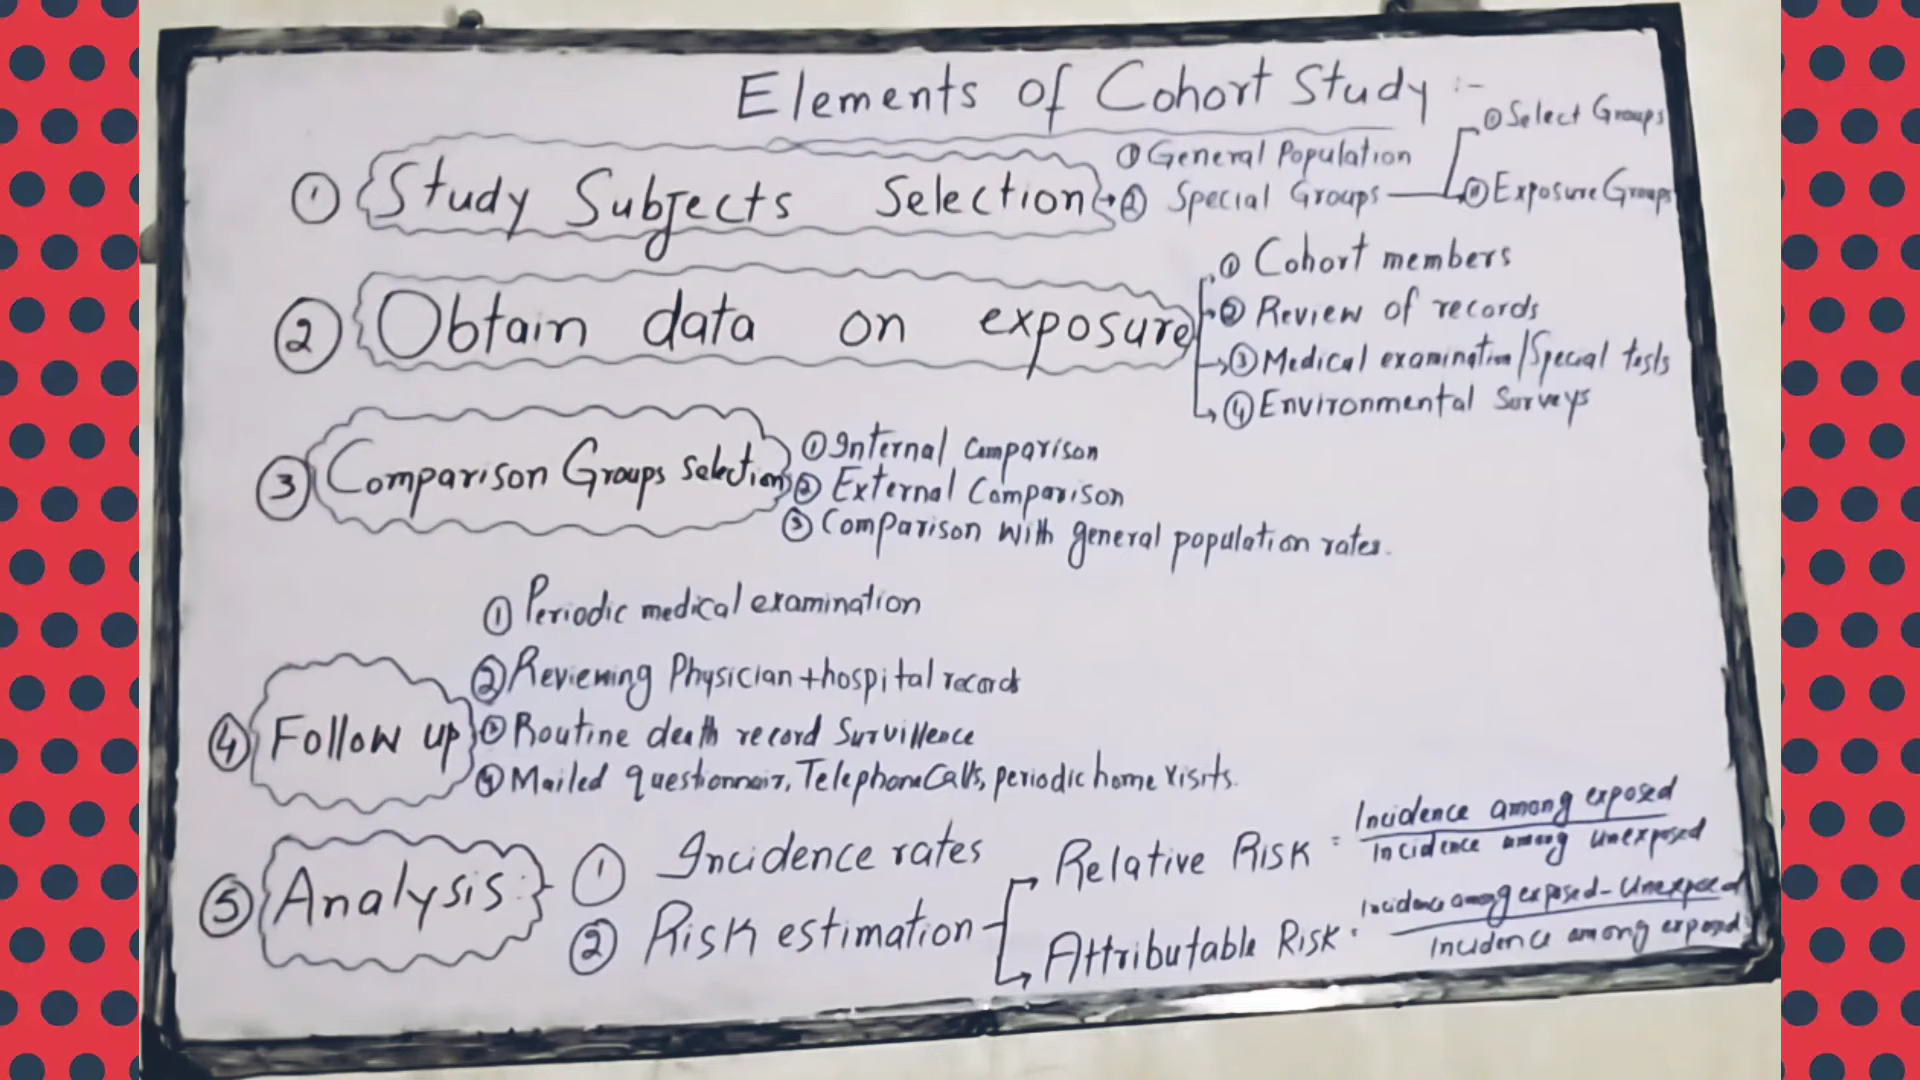 Elements of Cohort Study :-
① Study Subjects Selection → ① General Population
② Special Groups → ① Select Groups
② Exposure Groups
② Obtain data on exposure → ① Cohort members
② Review of records
③ Medical examination/Special tests
④ Environmental Surveys
③ Comparison Groups Selection ① Internal Comparison
② External Comparison
③ Comparison with general population rates.
④ Follow up ① Periodic medical examination
② Reviewing Physician + hospital records
③ Routine death record Survillence
④ Mailed questionnair, Telephone Calls, periodic home visits.
⑤ Analysis :- ① Incidence rates
② Risk estimation → Relative Risk = Incidence among exposed / Incidence among unexposed
→ Attributable Risk = Incidence among exposed - Unexposed / Incidence among exposed